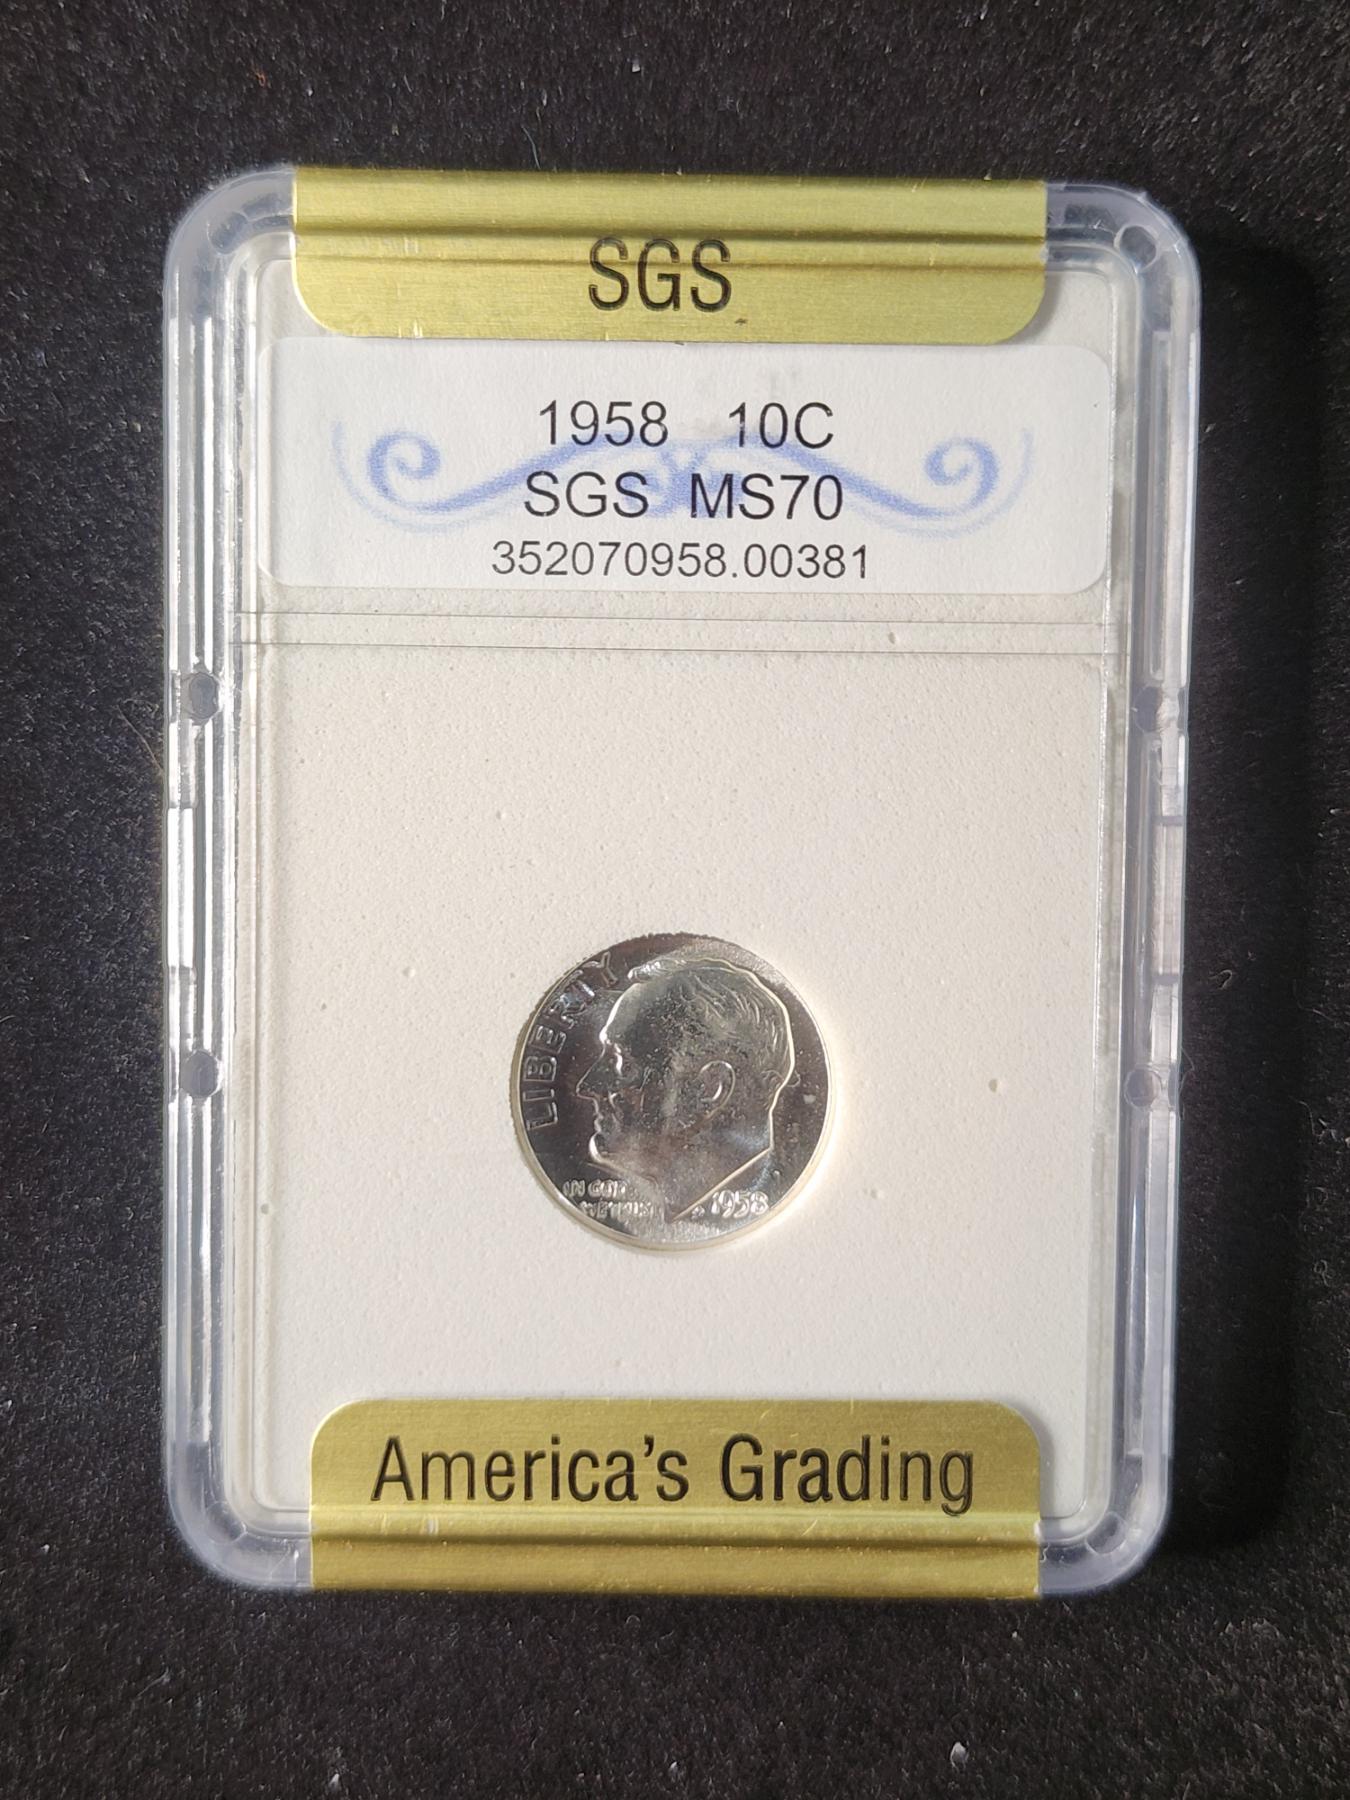 SGS
1958 10C
SGS MS70
352070958.00381
LIBERTY
IN GOD
WE TRUST
1958
America's Grading